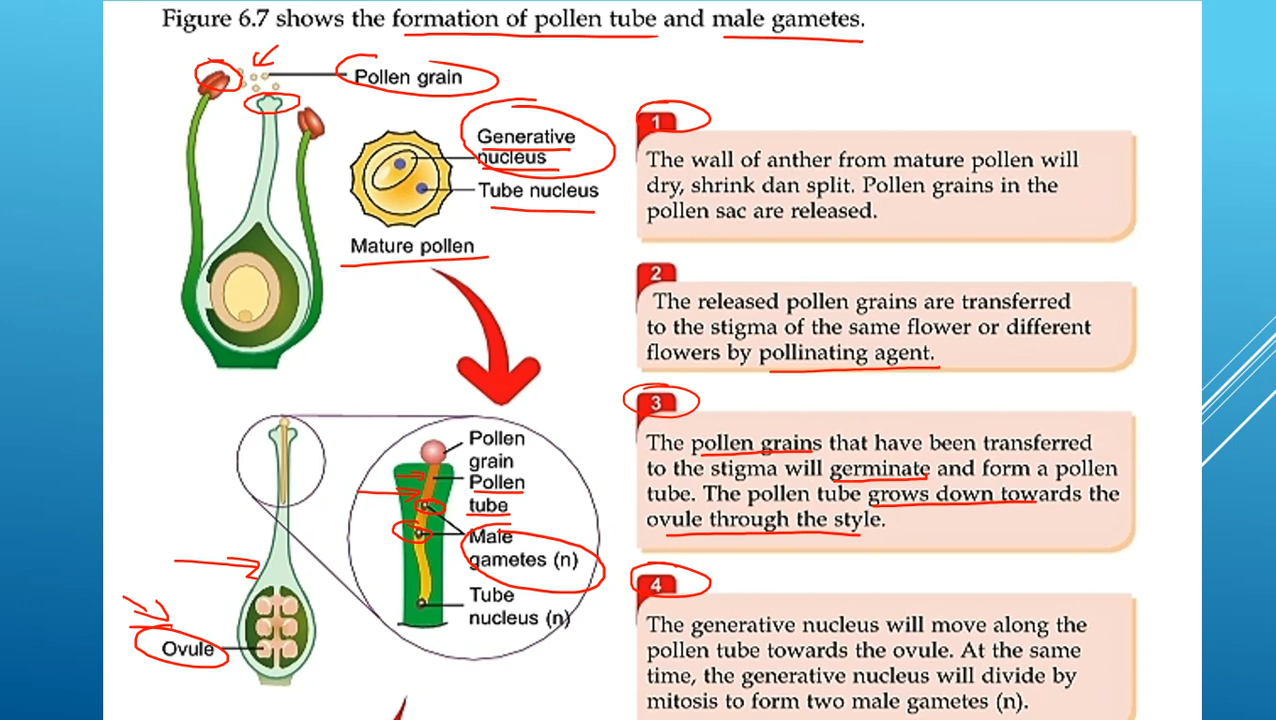 Figure 6.7 shows the formation of pollen tube and male gametes.
Pollen grain
Generative
nucleus
Tube nucleus
Mature pollen
1
The wall of anther from mature pollen will
dry, shrink dan split. Pollen grains in the
pollen sac are released.
2
The released pollen grains are transferred
to the stigma of the same flower or different
flowers by pollinating agent.
Pollen
grain
Pollen
tube
Male
gametes (n)
Tube
nucleus (n)
Ovule
3
The pollen grains that have been transferred
to the stigma will germinate and form a pollen
tube. The pollen tube grows down towards the
ovule through the style.
4
The generative nucleus will move along the
pollen tube towards the ovule. At the same
time, the generative nucleus will divide by
mitosis to form two male gametes (n).